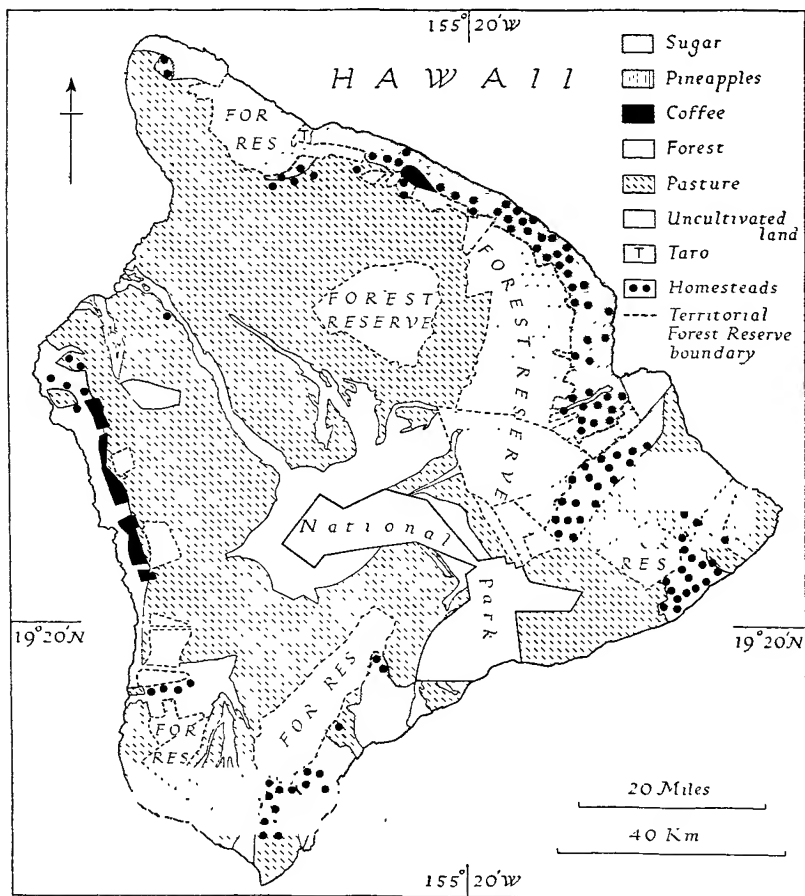 155° 20'W
HAWAII
Sugar
Pineapples
Coffee
Forest
Pasture
Uncultivated
land
T Taro
Homesteads
Territorial
Forest Reserve
boundary
FOR
RES
T
FOREST
RESERVE
FOREST RESERVE
National Park
RES
19° 20'N
19° 20'N
FOR RES
FOR
RES
20 Miles
40 Km
155° 20'W